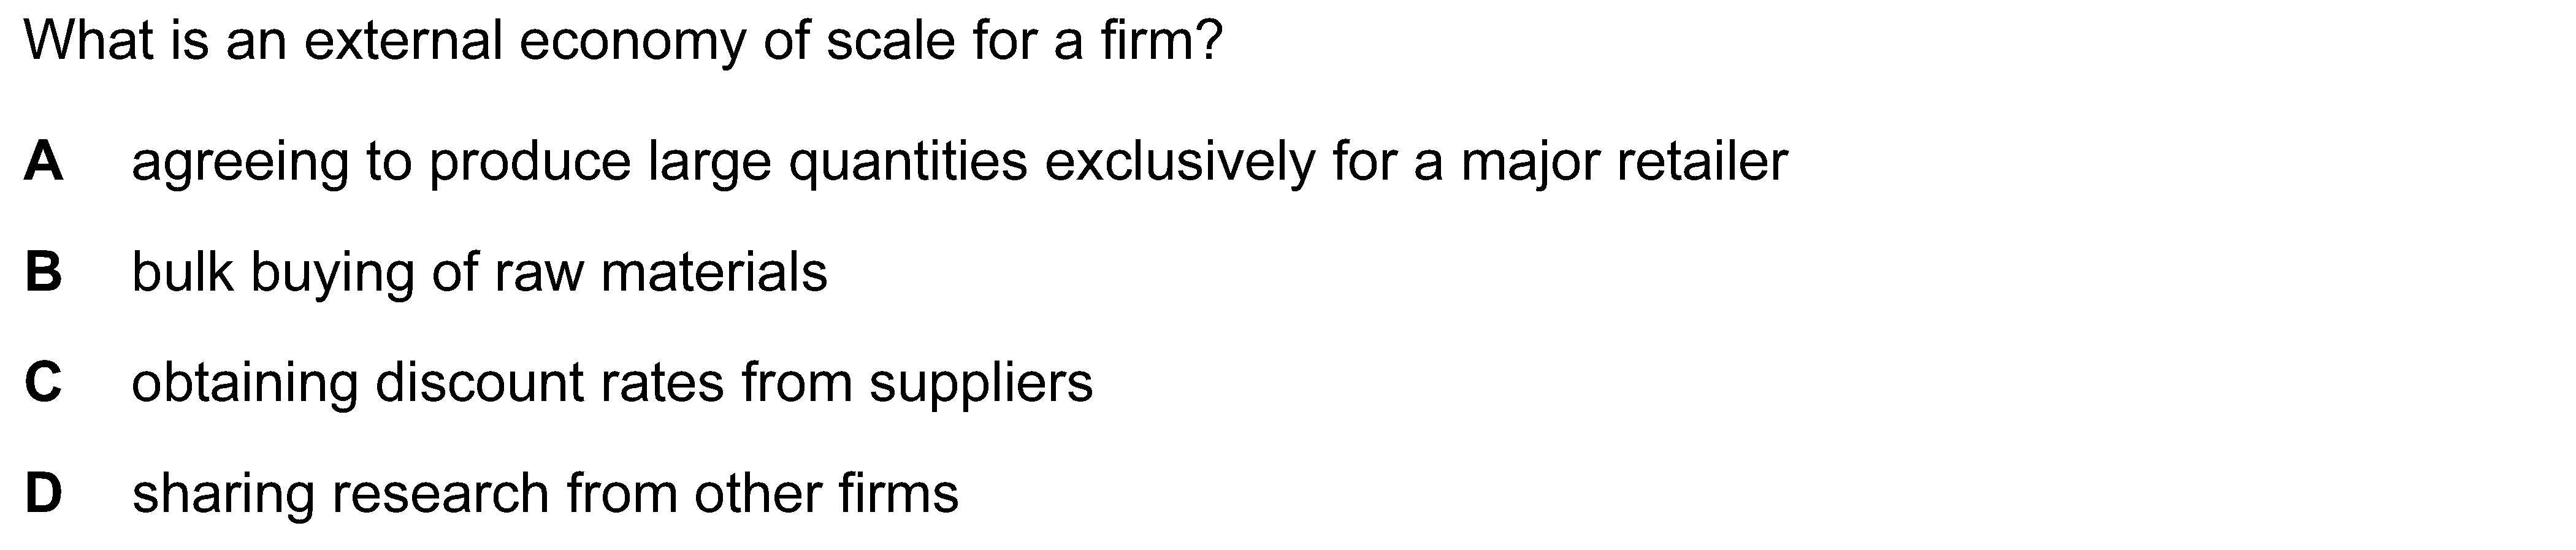 What is an external economy of scale for a firm?
A agreeing to produce large quantities exclusively for a major retailer
B bulk buying of raw materials
C obtaining discount rates from suppliers
D sharing research from other firms